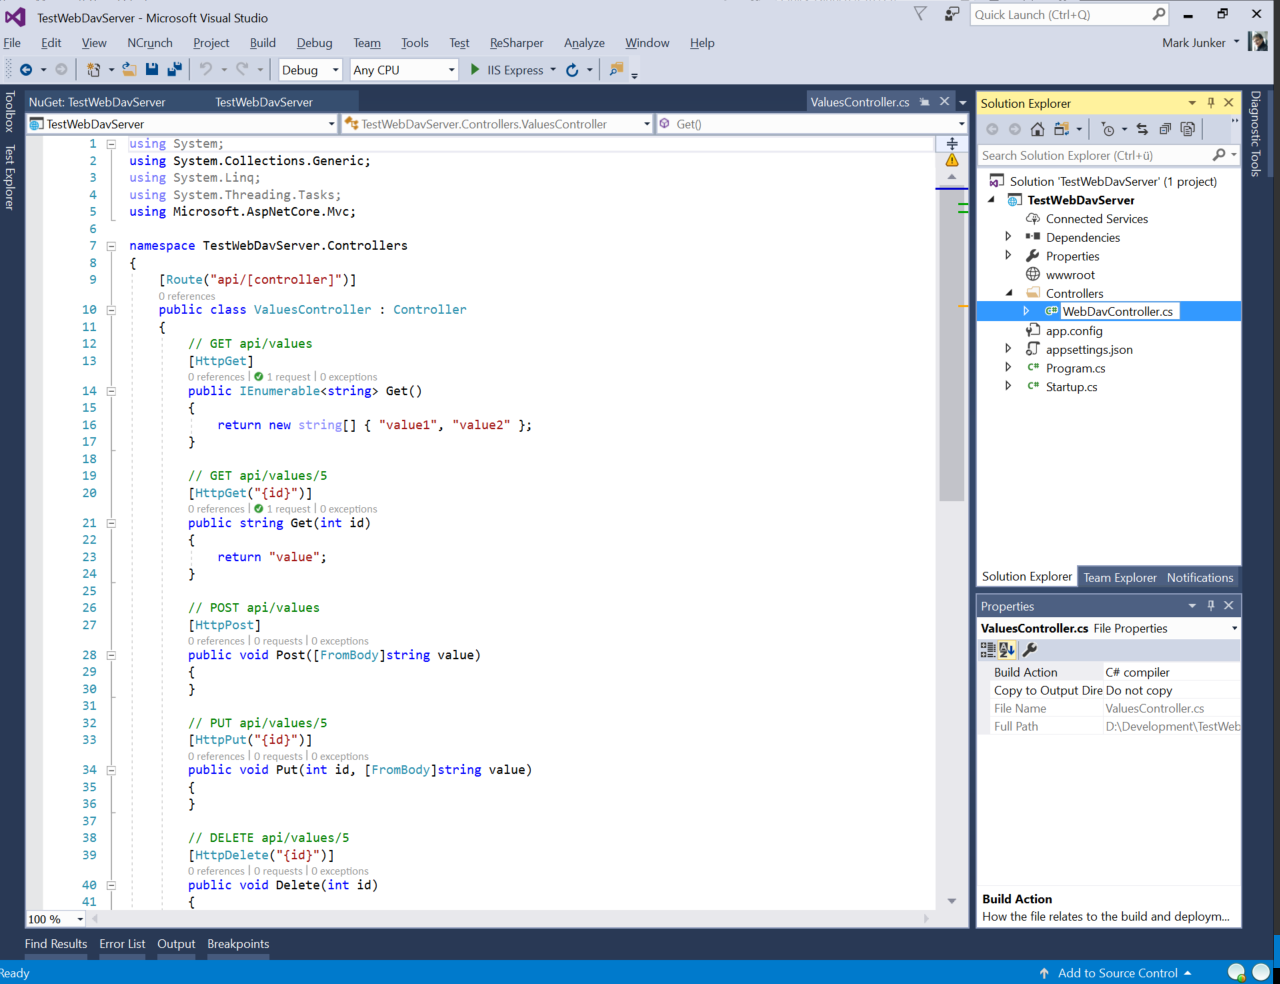 TestWebDavServer - Microsoft Visual Studio
Quick Launch (Ctrl+Q)
File Edit View NCrunch Project Build Debug Team Tools Test ReSharper Analyze Window Help
Mark Junker
Debug Any CPU IIS Express
Toolbox
Test Explorer
NuGet: TestWebDavServer TestWebDavServer ValuesController.cs
TestWebDavServer TestWebDavServer.Controllers.ValuesController Get()
1 using System;
2 using System.Collections.Generic;
3 using System.Linq;
4 using System.Threading.Tasks;
5 using Microsoft.AspNetCore.Mvc;
6
7 namespace TestWebDavServer.Controllers
8 {
9 [Route("api/[controller]")]
0 references
10 public class ValuesController : Controller
11 {
12 // GET api/values
13 [HttpGet]
0 references | 1 request | 0 exceptions
14 public IEnumerable<string> Get()
15 {
16 return new string[] { "value1", "value2" };
17 }
18
19 // GET api/values/5
20 [HttpGet("{id}")]
0 references | 1 request | 0 exceptions
21 public string Get(int id)
22 {
23 return "value";
24 }
25
26 // POST api/values
27 [HttpPost]
0 references | 0 requests | 0 exceptions
28 public void Post([FromBody]string value)
29 {
30 }
31
32 // PUT api/values/5
33 [HttpPut("{id}")]
0 references | 0 requests | 0 exceptions
34 public void Put(int id, [FromBody]string value)
35 {
36 }
37
38 // DELETE api/values/5
39 [HttpDelete("{id}")]
0 references | 0 requests | 0 exceptions
40 public void Delete(int id)
41 {
100 %
Solution Explorer
Search Solution Explorer (Ctrl+ü)
Solution 'TestWebDavServer' (1 project)
TestWebDavServer
Connected Services
Dependencies
Properties
wwwroot
Controllers
C# WebDavController.cs
app.config
appsettings.json
C# Program.cs
C# Startup.cs
Solution Explorer Team Explorer Notifications
Properties
ValuesController.cs File Properties
Build Action C# compiler
Copy to Output Dire Do not copy
File Name ValuesController.cs
Full Path D:\Development\TestWeb
Build Action
How the file relates to the build and deploym...
Diagnostic Tools
Find Results Error List Output Breakpoints
Ready
Add to Source Control